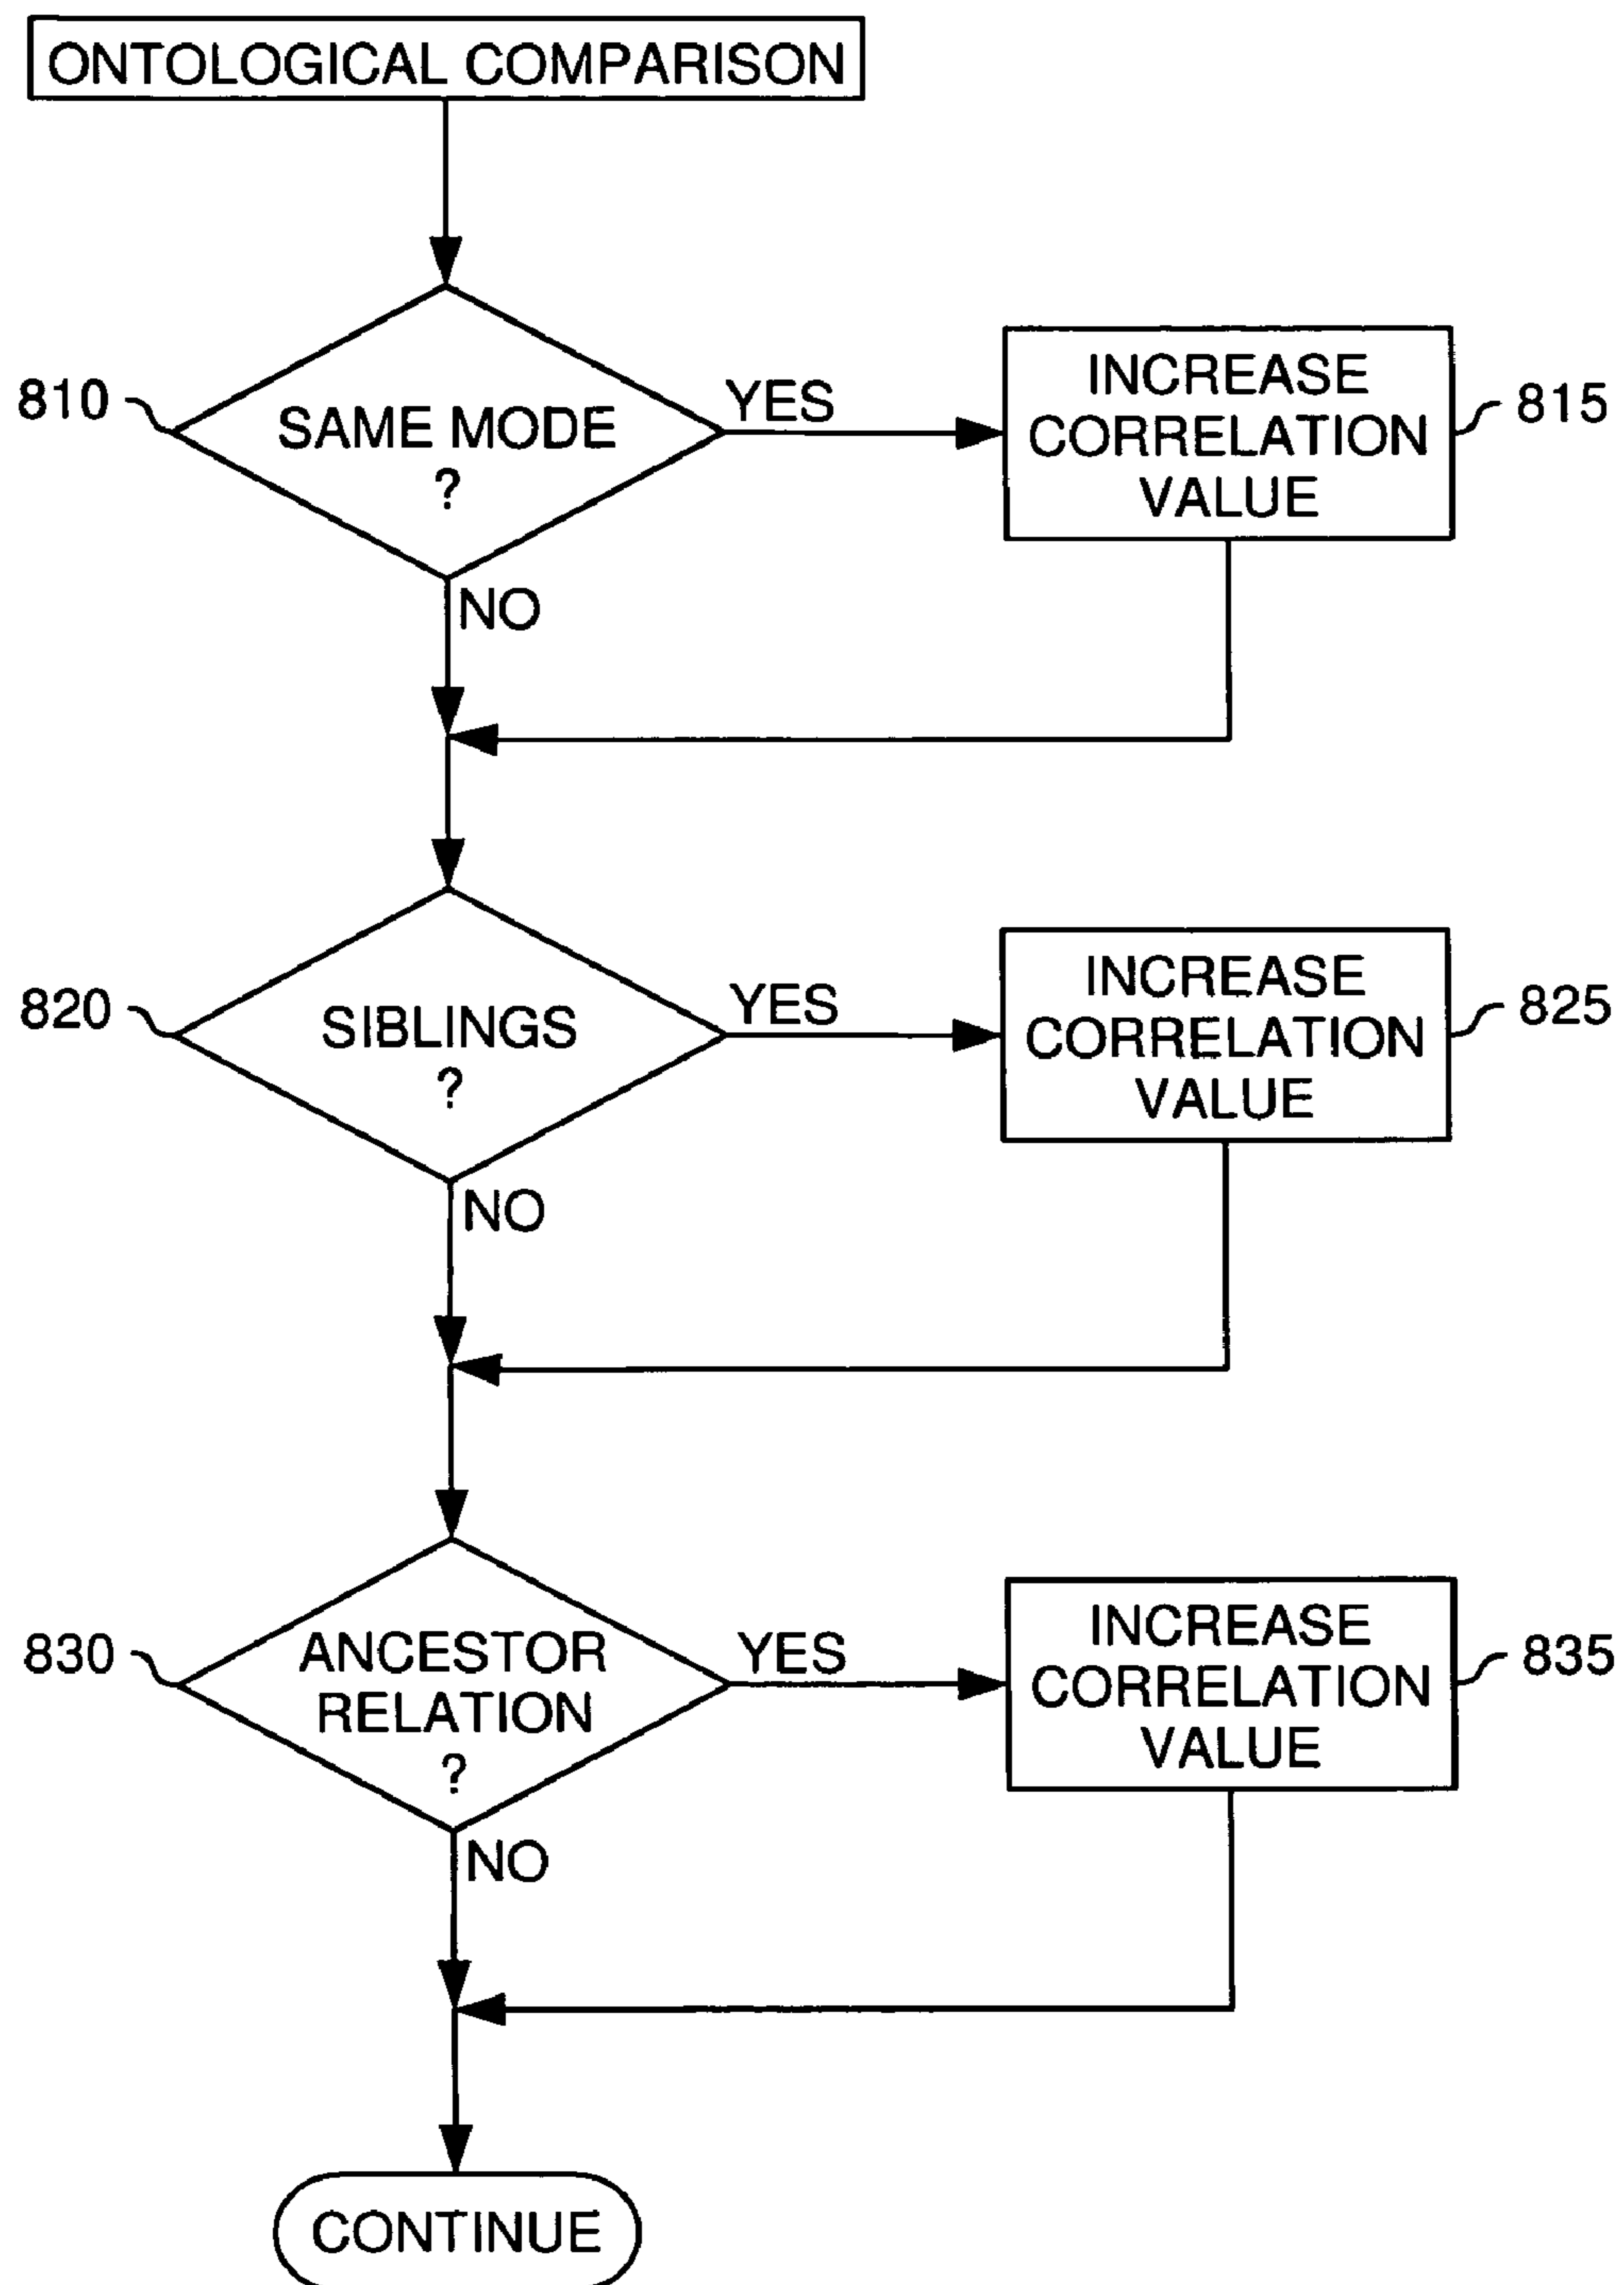 ONTOLOGICAL COMPARISON
810
SAME MODE
?
YES
INCREASE
CORRELATION
VALUE
815
NO
820
SIBLINGS
?
YES
INCREASE
CORRELATION
VALUE
825
NO
830
ANCESTOR
RELATION
?
YES
INCREASE
CORRELATION
VALUE
835
NO
CONTINUE